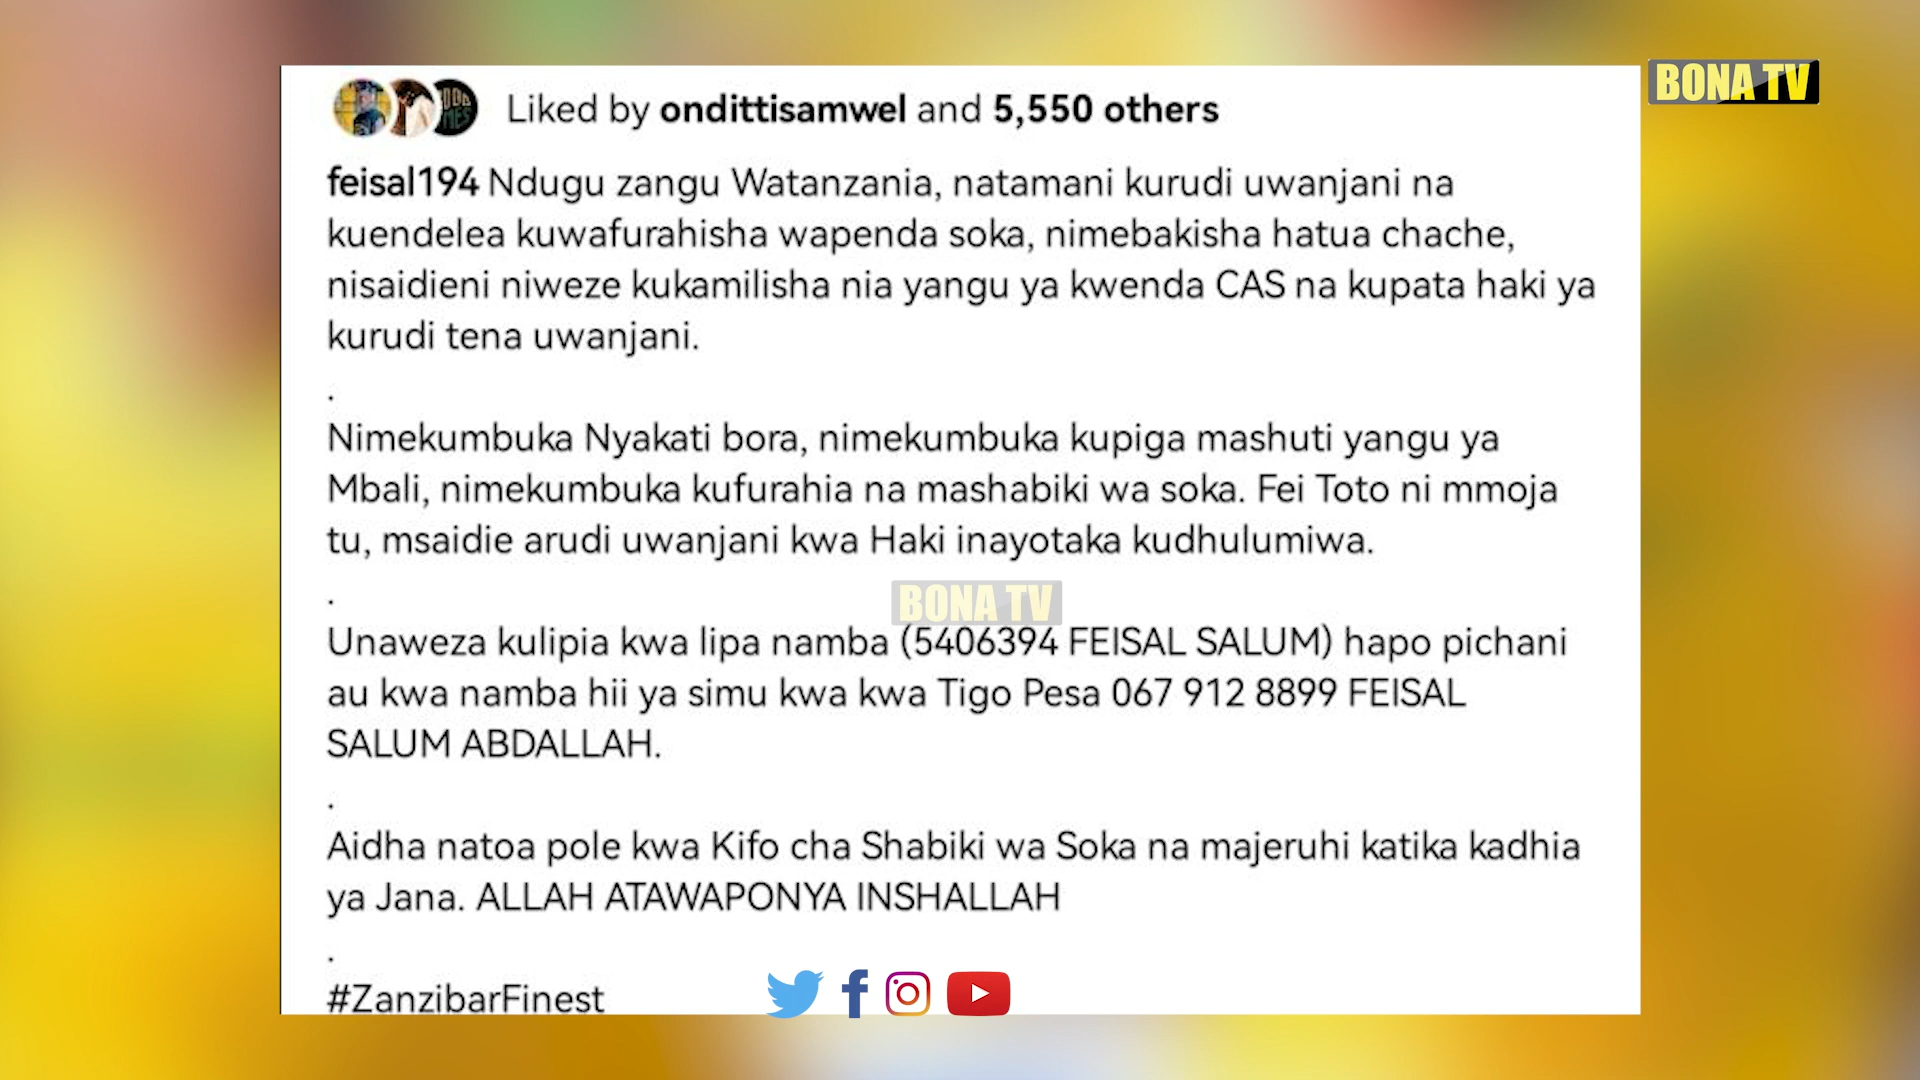 BONA TV
Liked by ondittisamwel and 5,550 others
feisal194 Ndugu zangu Watanzania, natamani kurudi uwanjani na
kuendelea kuwafurahisha wapenda soka, nimebakisha hatua chache,
nisaidieni niweze kukamilisha nia yangu ya kwenda CAS na kupata haki ya
kurudi tena uwanjani.
.
Nimekumbuka Nyakati bora, nimekumbuka kupiga mashuti yangu ya
Mbali, nimekumbuka kufurahia na mashabiki wa soka. Fei Toto ni mmoja
tu, msaidie arudi uwanjani kwa Haki inayotaka kudhulumiwa.
.
BONA TV
Unaweza kulipia kwa lipa namba (5406394 FEISAL SALUM) hapo pichani
au kwa namba hii ya simu kwa kwa Tigo Pesa 067 912 8899 FEISAL
SALUM ABDALLAH.
.
Aidha natoa pole kwa Kifo cha Shabiki wa Soka na majeruhi katika kadhia
ya Jana. ALLAH ATAWAPONYA INSHALLAH
.
#ZanzibarFinest